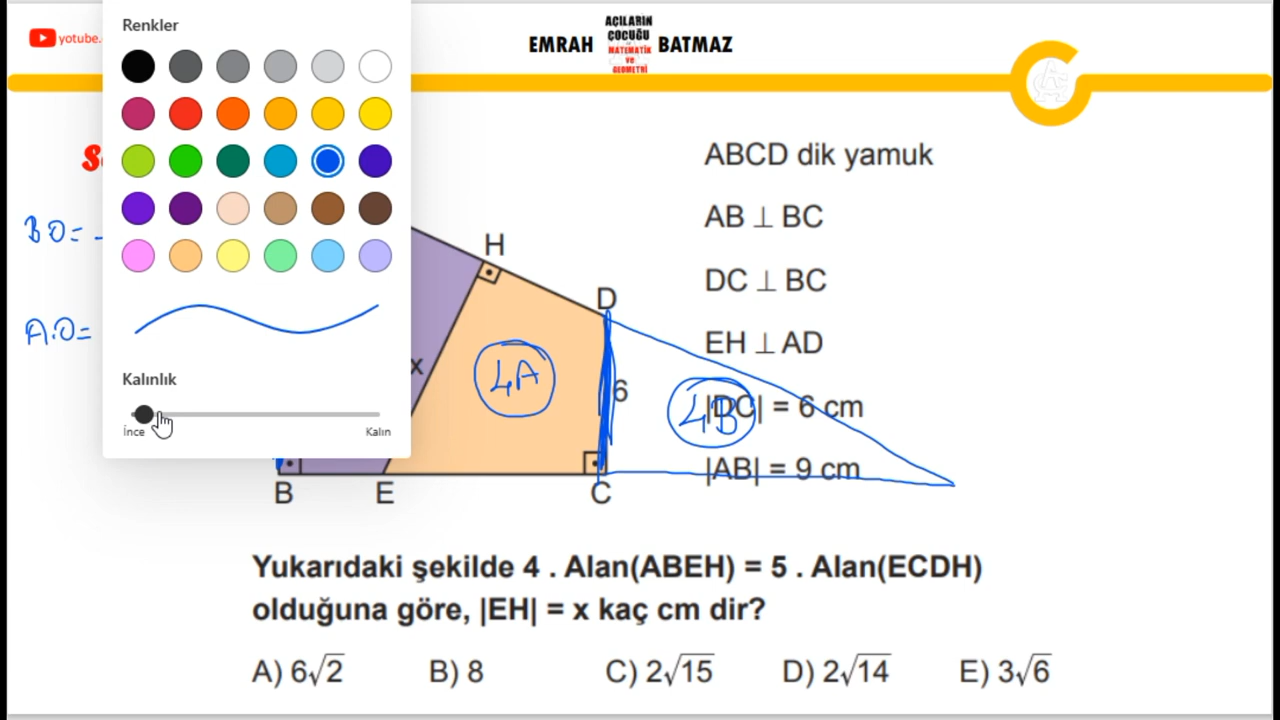 Renkler
yotube.
EMRAH
AÇILARIN
ÇOCUĞU
MATEMATİK
ve
GEOMETRİ
BATMAZ
ABCD dik yamuk
BO=
H
AB ⊥ BC
D
DC ⊥ BC
A.O=
EH ⊥ AD
x
4A
6
4B
|DC| = 6 cm
Kalınlık
İnce
Kalın
|AB| = 9 cm
B
E
C
Yukarıdaki şekilde 4 . Alan(ABEH) = 5 . Alan(ECDH)
olduğuna göre, |EH| = x kaç cm dir?
A) 6√2 B) 8 C) 2√15 D) 2√14 E) 3√6